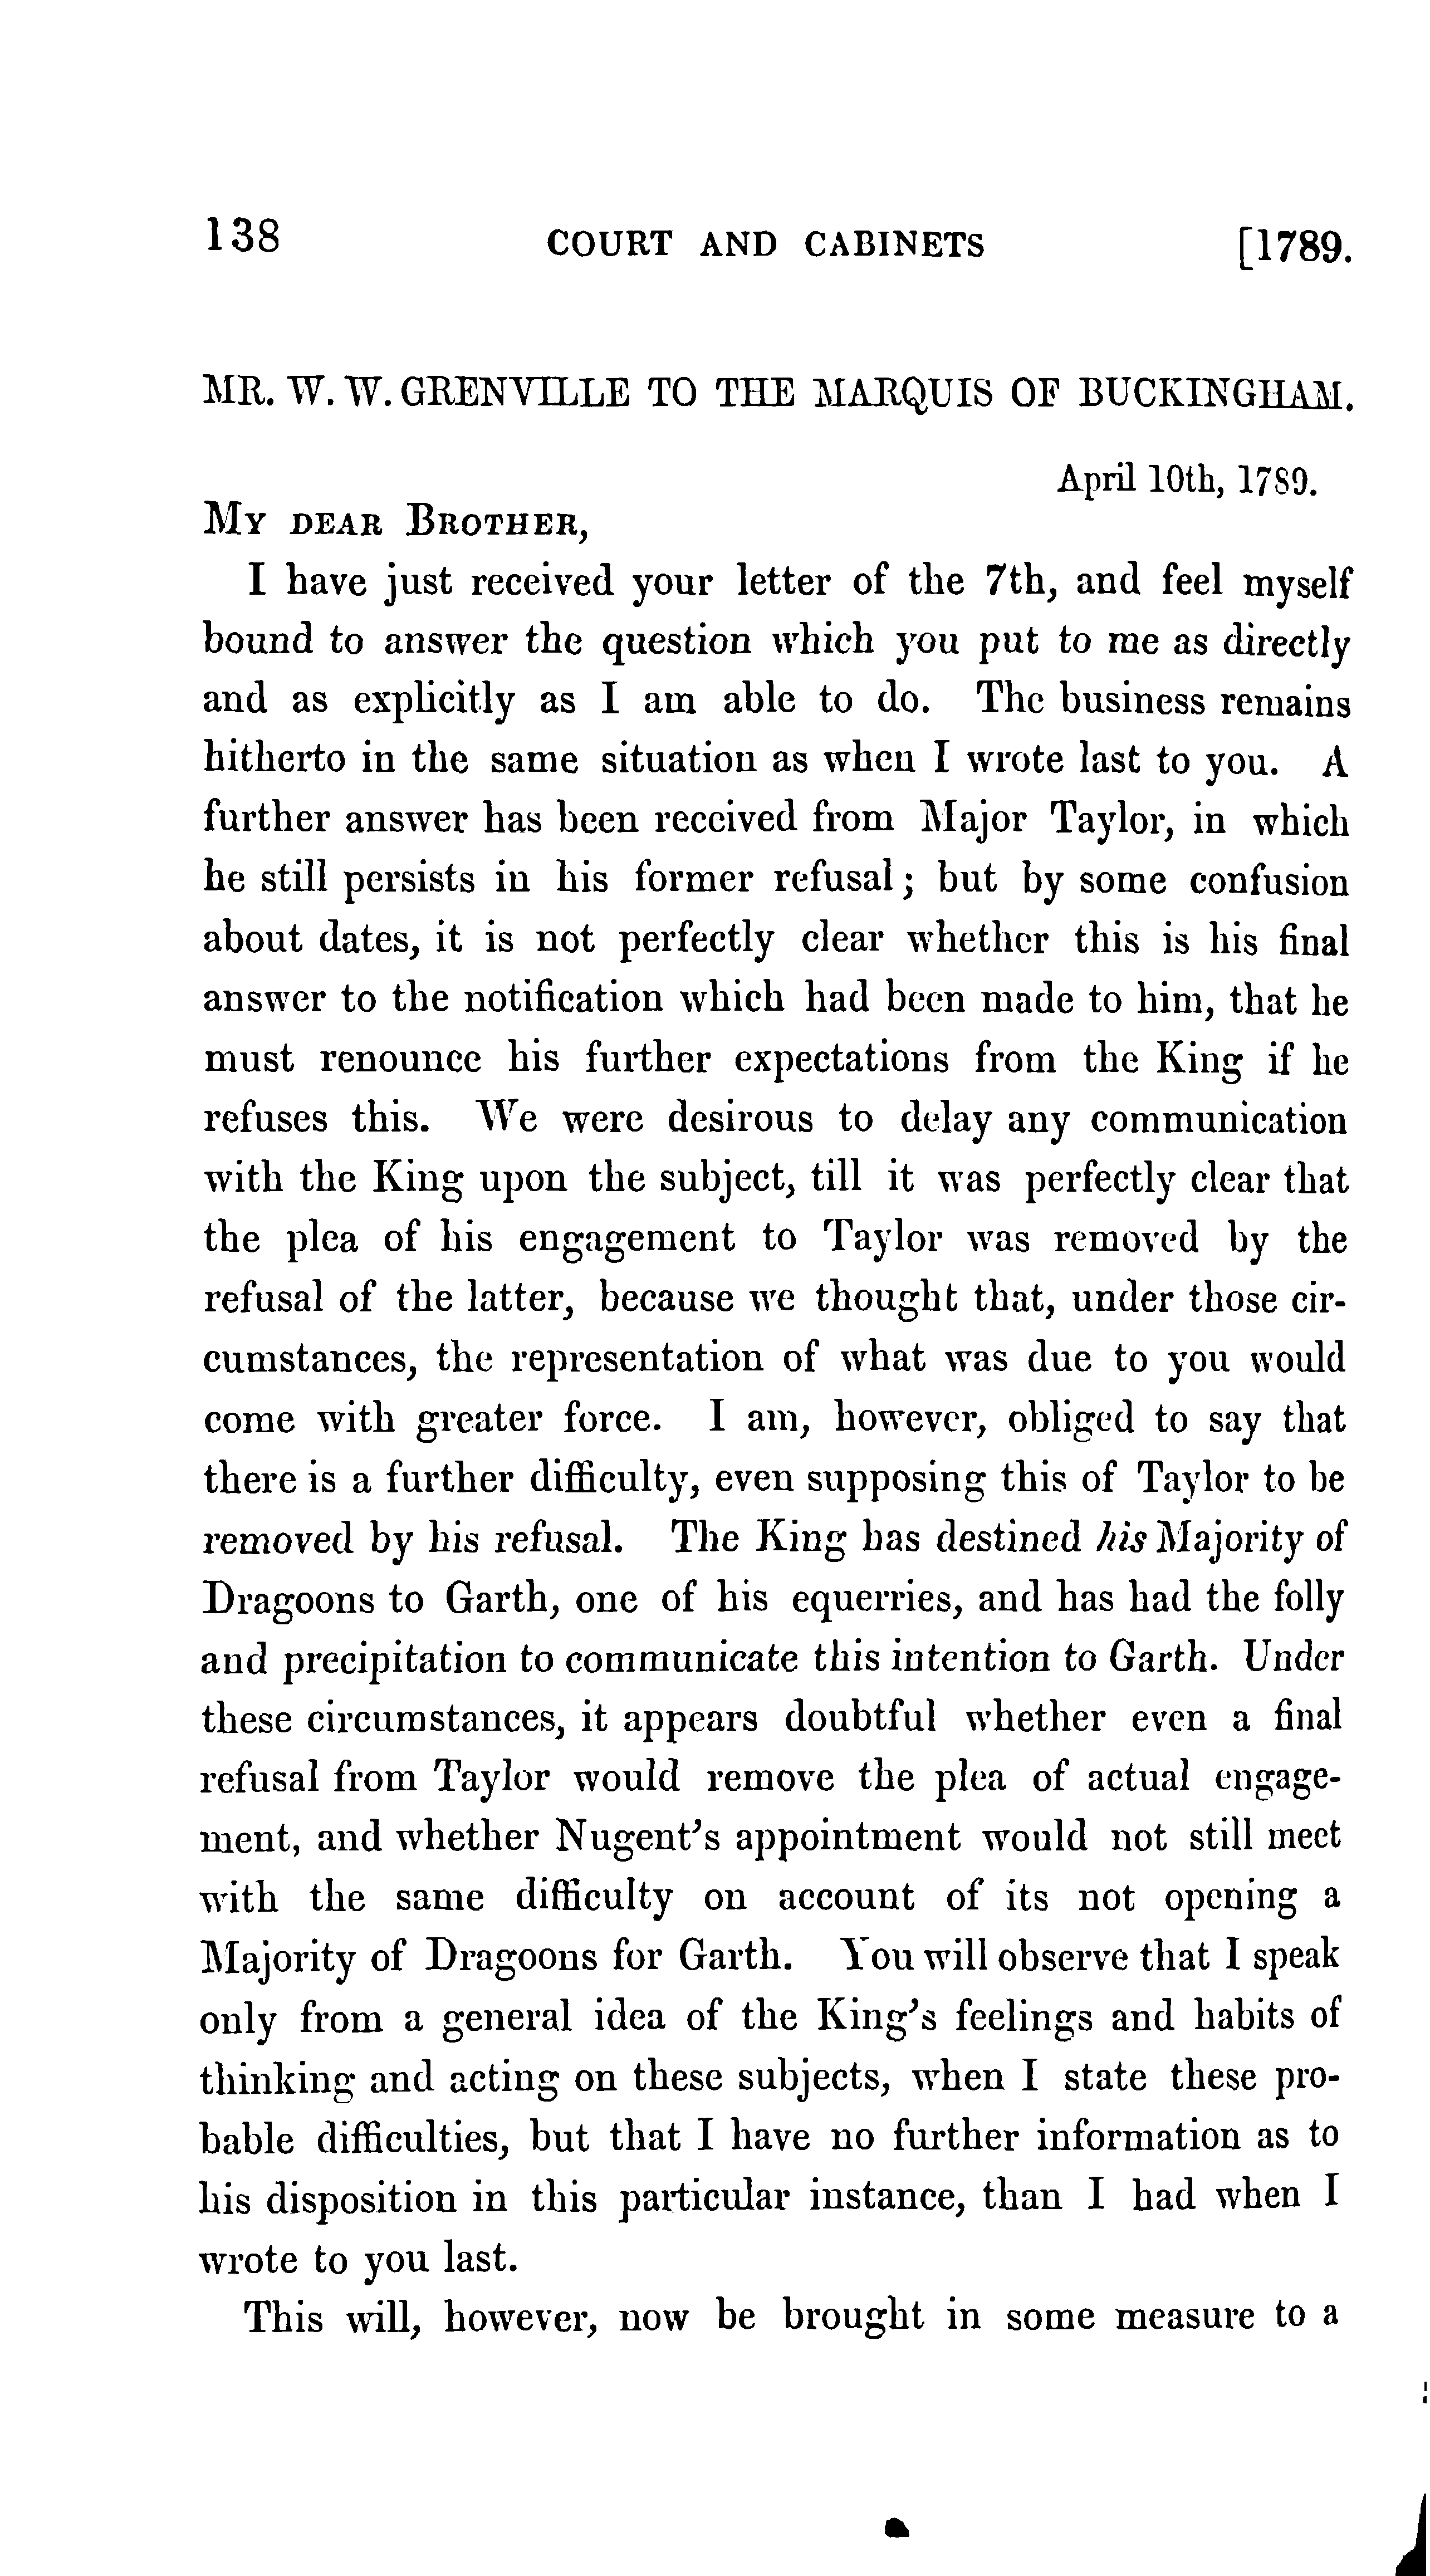 138 COURT AND CABINETS [1789.
MR. W. W. GRENVILLE TO THE MARQUIS OF BUCKINGHAM.
April 10th, 1789.
MY DEAR BROTHER,
I have just received your letter of the 7th, and feel myself
bound to answer the question which you put to me as directly
and as explicitly as I am able to do. The business remains
hitherto in the same situation as when I wrote last to you. A
further answer has been received from Major Taylor, in which
he still persists in his former refusal; but by some confusion
about dates, it is not perfectly clear whether this is his final
answer to the notification which had been made to him, that he
must renounce his further expectations from the King if he
refuses this. We were desirous to delay any communication
with the King upon the subject, till it was perfectly clear that
the plea of his engagement to Taylor was removed by the
refusal of the latter, because we thought that, under those cir-
cumstances, the representation of what was due to you would
come with greater force. I am, however, obliged to say that
there is a further difficulty, even supposing this of Taylor to be
removed by his refusal. The King has destined his Majority of
Dragoons to Garth, one of his equerries, and has had the folly
and precipitation to communicate this intention to Garth. Under
these circumstances, it appears doubtful whether even a final
refusal from Taylor would remove the plea of actual engage-
ment, and whether Nugent's appointment would not still meet
with the same difficulty on account of its not opening a
Majority of Dragoons for Garth. You will observe that I speak
only from a general idea of the King's feelings and habits of
thinking and acting on these subjects, when I state these pro-
bable difficulties, but that I have no further information as to
his disposition in this particular instance, than I had when I
wrote to you last.
This will, however, now be brought in some measure to a